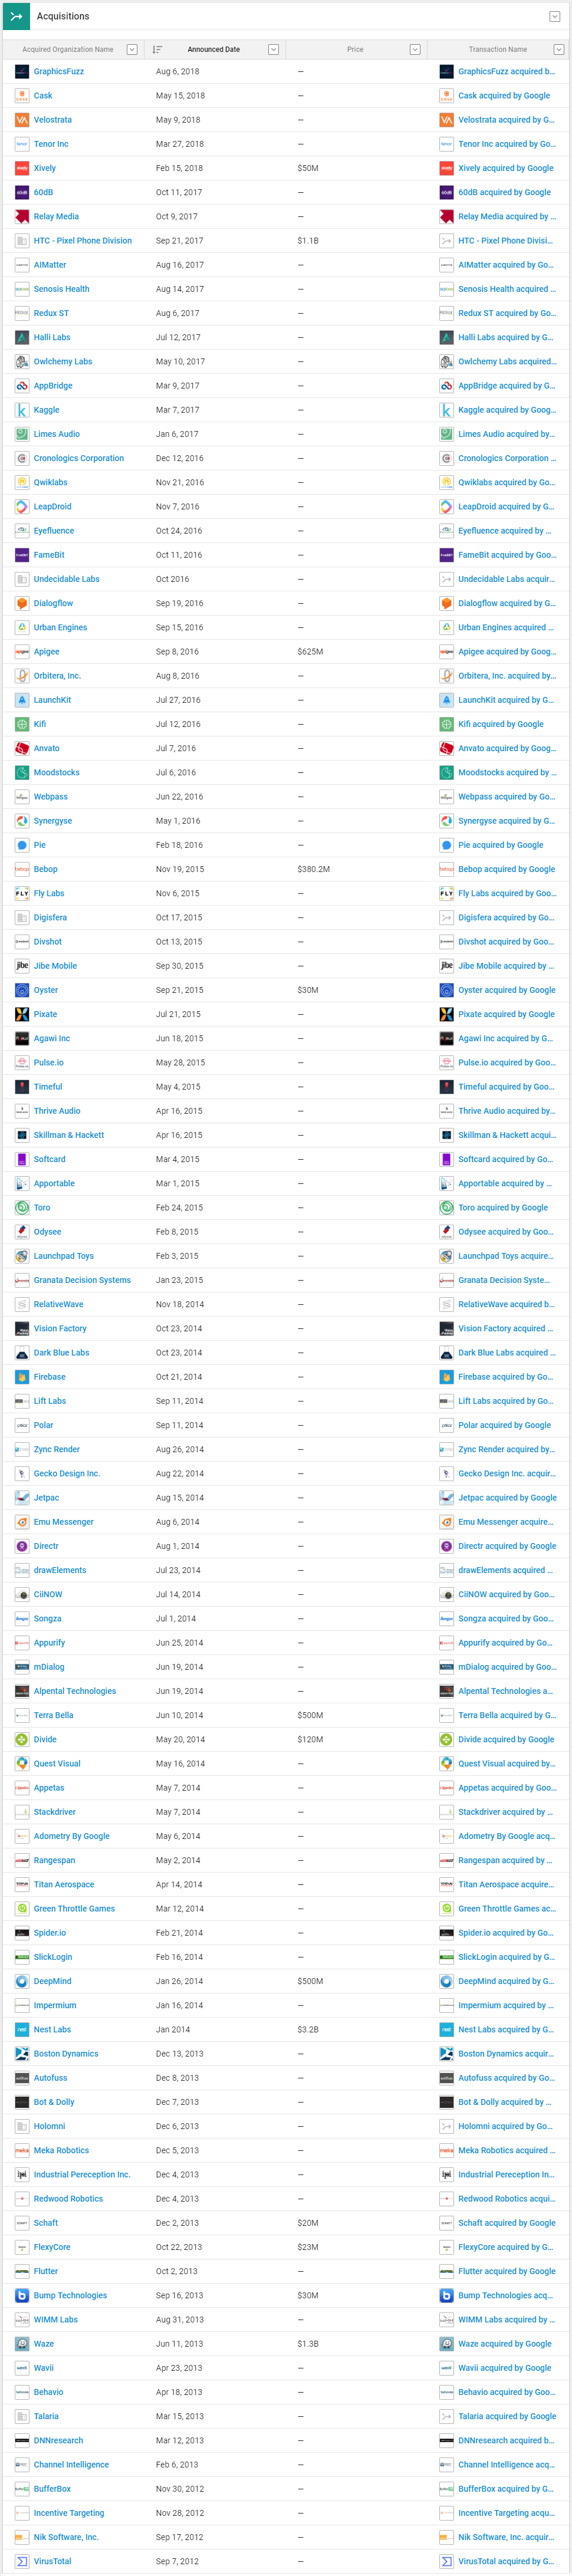 Acquisitions
Acquired Organization Name Announced Date Price Transaction Name
GraphicsFuzz Aug 6, 2018 — GraphicsFuzz acquired b...
Cask May 15, 2018 — Cask acquired by Google
Velostrata May 9, 2018 — Velostrata acquired by G...
Tenor Inc Mar 27, 2018 — Tenor Inc acquired by Go...
Xively Feb 15, 2018 $50M Xively acquired by Google
60dB Oct 11, 2017 — 60dB acquired by Google
Relay Media Oct 9, 2017 — Relay Media acquired by ...
HTC - Pixel Phone Division Sep 21, 2017 $1.1B HTC - Pixel Phone Divisi...
AIMatter Aug 16, 2017 — AIMatter acquired by Go...
Senosis Health Aug 14, 2017 — Senosis Health acquired ...
Redux ST Aug 6, 2017 — Redux ST acquired by Go...
Halli Labs Jul 12, 2017 — Halli Labs acquired by G...
Owlchemy Labs May 10, 2017 — Owlchemy Labs acquired...
AppBridge Mar 9, 2017 — AppBridge acquired by G...
Kaggle Mar 7, 2017 — Kaggle acquired by Goog...
Limes Audio Jan 6, 2017 — Limes Audio acquired by...
Cronologics Corporation Dec 12, 2016 — Cronologics Corporation ...
Qwiklabs Nov 21, 2016 — Qwiklabs acquired by Go...
LeapDroid Nov 7, 2016 — LeapDroid acquired by G...
Eyefluence Oct 24, 2016 — Eyefluence acquired by ...
FameBit Oct 11, 2016 — FameBit acquired by Goo...
Undecidable Labs Oct 2016 — Undecidable Labs acquir...
Dialogflow Sep 19, 2016 — Dialogflow acquired by G...
Urban Engines Sep 15, 2016 — Urban Engines acquired ...
Apigee Sep 8, 2016 $625M Apigee acquired by Goog...
Orbitera, Inc. Aug 8, 2016 — Orbitera, Inc. acquired by...
LaunchKit Jul 27, 2016 — LaunchKit acquired by G...
Kifi Jul 12, 2016 — Kifi acquired by Google
Anvato Jul 7, 2016 — Anvato acquired by Goog...
Moodstocks Jul 6, 2016 — Moodstocks acquired by ...
Webpass Jun 22, 2016 — Webpass acquired by Go...
Synergyse May 1, 2016 — Synergyse acquired by G...
Pie Feb 18, 2016 — Pie acquired by Google
Bebop Nov 19, 2015 $380.2M Bebop acquired by Google
Fly Labs Nov 6, 2015 — Fly Labs acquired by Goo...
Digisfera Oct 17, 2015 — Digisfera acquired by Go...
Divshot Oct 13, 2015 — Divshot acquired by Goo...
Jibe Mobile Sep 30, 2015 — Jibe Mobile acquired by ...
Oyster Sep 21, 2015 $30M Oyster acquired by Google
Pixate Jul 21, 2015 — Pixate acquired by Google
Agawi Inc Jun 18, 2015 — Agawi Inc acquired by G...
Pulse.io May 28, 2015 — Pulse.io acquired by Goo...
Timeful May 4, 2015 — Timeful acquired by Goo...
Thrive Audio Apr 16, 2015 — Thrive Audio acquired by...
Skillman & Hackett Apr 16, 2015 — Skillman & Hackett acqui...
Softcard Mar 4, 2015 — Softcard acquired by Go...
Apportable Mar 1, 2015 — Apportable acquired by ...
Toro Feb 24, 2015 — Toro acquired by Google
Odysee Feb 8, 2015 — Odysee acquired by Goo...
Launchpad Toys Feb 3, 2015 — Launchpad Toys acquire...
Granata Decision Systems Jan 23, 2015 — Granata Decision Syste...
RelativeWave Nov 18, 2014 — RelativeWave acquired b...
Vision Factory Oct 23, 2014 — Vision Factory acquired ...
Dark Blue Labs Oct 23, 2014 — Dark Blue Labs acquired ...
Firebase Oct 21, 2014 — Firebase acquired by Go...
Lift Labs Sep 11, 2014 — Lift Labs acquired by Go...
Polar Sep 11, 2014 — Polar acquired by Google
Zync Render Aug 26, 2014 — Zync Render acquired by...
Gecko Design Inc. Aug 22, 2014 — Gecko Design Inc. acquir...
Jetpac Aug 15, 2014 — Jetpac acquired by Google
Emu Messenger Aug 6, 2014 — Emu Messenger acquire...
Directr Aug 1, 2014 — Directr acquired by Google
drawElements Jul 23, 2014 — drawElements acquired ...
CiiNOW Jul 14, 2014 — CiiNOW acquired by Goo...
Songza Jul 1, 2014 — Songza acquired by Goo...
Appurify Jun 25, 2014 — Appurify acquired by Go...
mDialog Jun 19, 2014 — mDialog acquired by Goo...
Alpental Technologies Jun 19, 2014 — Alpental Technologies a...
Terra Bella Jun 10, 2014 $500M Terra Bella acquired by G...
Divide May 20, 2014 $120M Divide acquired by Google
Quest Visual May 16, 2014 — Quest Visual acquired by...
Appetas May 7, 2014 — Appetas acquired by Goo...
Stackdriver May 7, 2014 — Stackdriver acquired by ...
Adometry By Google May 6, 2014 — Adometry By Google acq...
Rangespan May 2, 2014 — Rangespan acquired by ...
Titan Aerospace Apr 14, 2014 — Titan Aerospace acquire...
Green Throttle Games Mar 12, 2014 — Green Throttle Games ac...
Spider.io Feb 21, 2014 — Spider.io acquired by Go...
SlickLogin Feb 16, 2014 — SlickLogin acquired by G...
DeepMind Jan 26, 2014 $500M DeepMind acquired by G...
Impermium Jan 16, 2014 — Impermium acquired by ...
Nest Labs Jan 2014 $3.2B Nest Labs acquired by G...
Boston Dynamics Dec 13, 2013 — Boston Dynamics acquir...
Autofuss Dec 8, 2013 — Autofuss acquired by Go...
Bot & Dolly Dec 7, 2013 — Bot & Dolly acquired by ...
Holomni Dec 6, 2013 — Holomni acquired by Go...
Meka Robotics Dec 5, 2013 — Meka Robotics acquired ...
Industrial Pereception Inc. Dec 4, 2013 — Industrial Pereception In...
Redwood Robotics Dec 4, 2013 — Redwood Robotics acqui...
Schaft Dec 2, 2013 $20M Schaft acquired by Google
FlexyCore Oct 22, 2013 $23M FlexyCore acquired by G...
Flutter Oct 2, 2013 — Flutter acquired by Google
Bump Technologies Sep 16, 2013 $30M Bump Technologies acq...
WIMM Labs Aug 31, 2013 — WIMM Labs acquired by ...
Waze Jun 11, 2013 $1.3B Waze acquired by Google
Wavii Apr 23, 2013 — Wavii acquired by Google
Behavio Apr 18, 2013 — Behavio acquired by Goo...
Talaria Mar 15, 2013 — Talaria acquired by Google
DNNresearch Mar 12, 2013 — DNNresearch acquired b...
Channel Intelligence Feb 6, 2013 — Channel Intelligence acq...
BufferBox Nov 30, 2012 — BufferBox acquired by G...
Incentive Targeting Nov 28, 2012 — Incentive Targeting acqu...
Nik Software, Inc. Sep 17, 2012 — Nik Software, Inc. acquir...
VirusTotal Sep 7, 2012 — VirusTotal acquired by G...